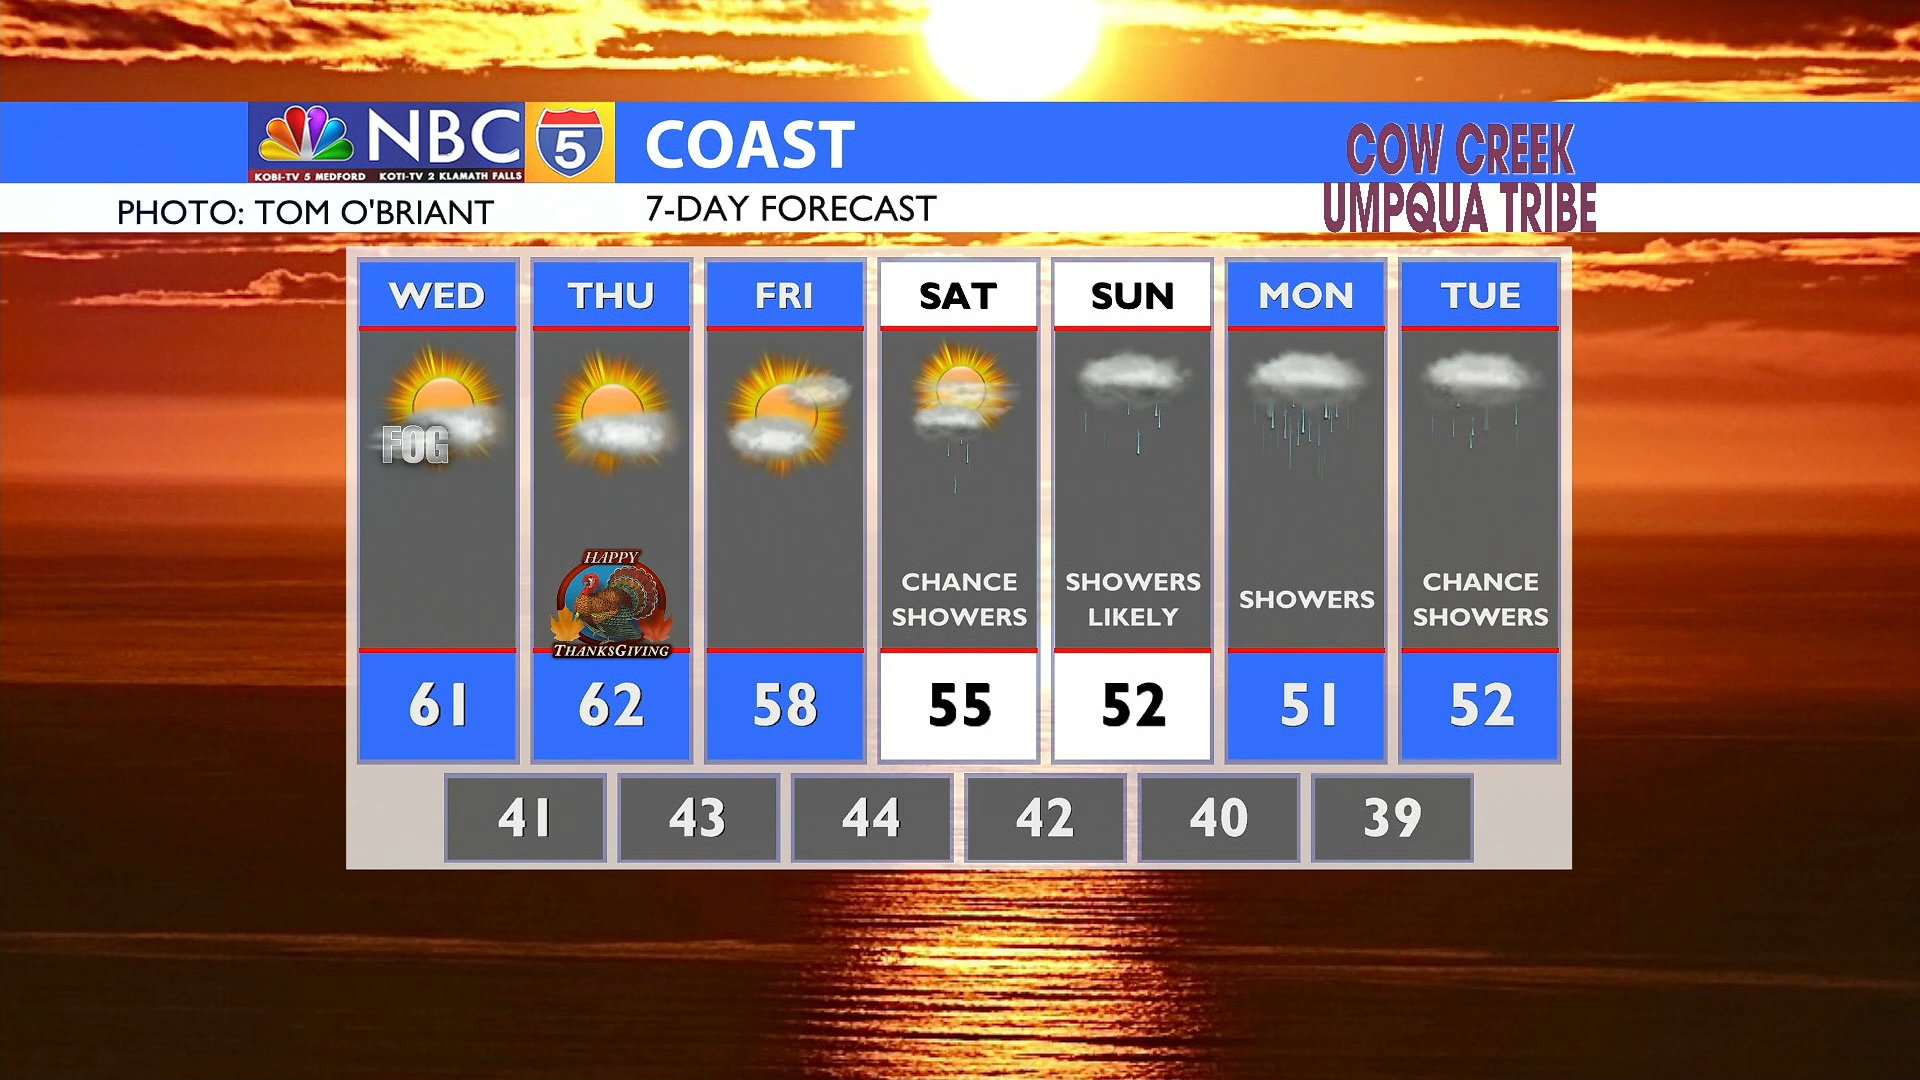 NBC 5
KOBI-TV 5 MEDFORD KOTI-TV 2 KLAMATH FALLS
COAST
COW CREEK
UMPQUA TRIBE
PHOTO: TOM O'BRIANT
7-DAY FORECAST
WED THU FRI SAT SUN MON TUE
FOG
HAPPY
THANKSGIVING
CHANCE
SHOWERS
SHOWERS
LIKELY
SHOWERS
CHANCE
SHOWERS
61 62 58 55 52 51 52
41 43 44 42 40 39